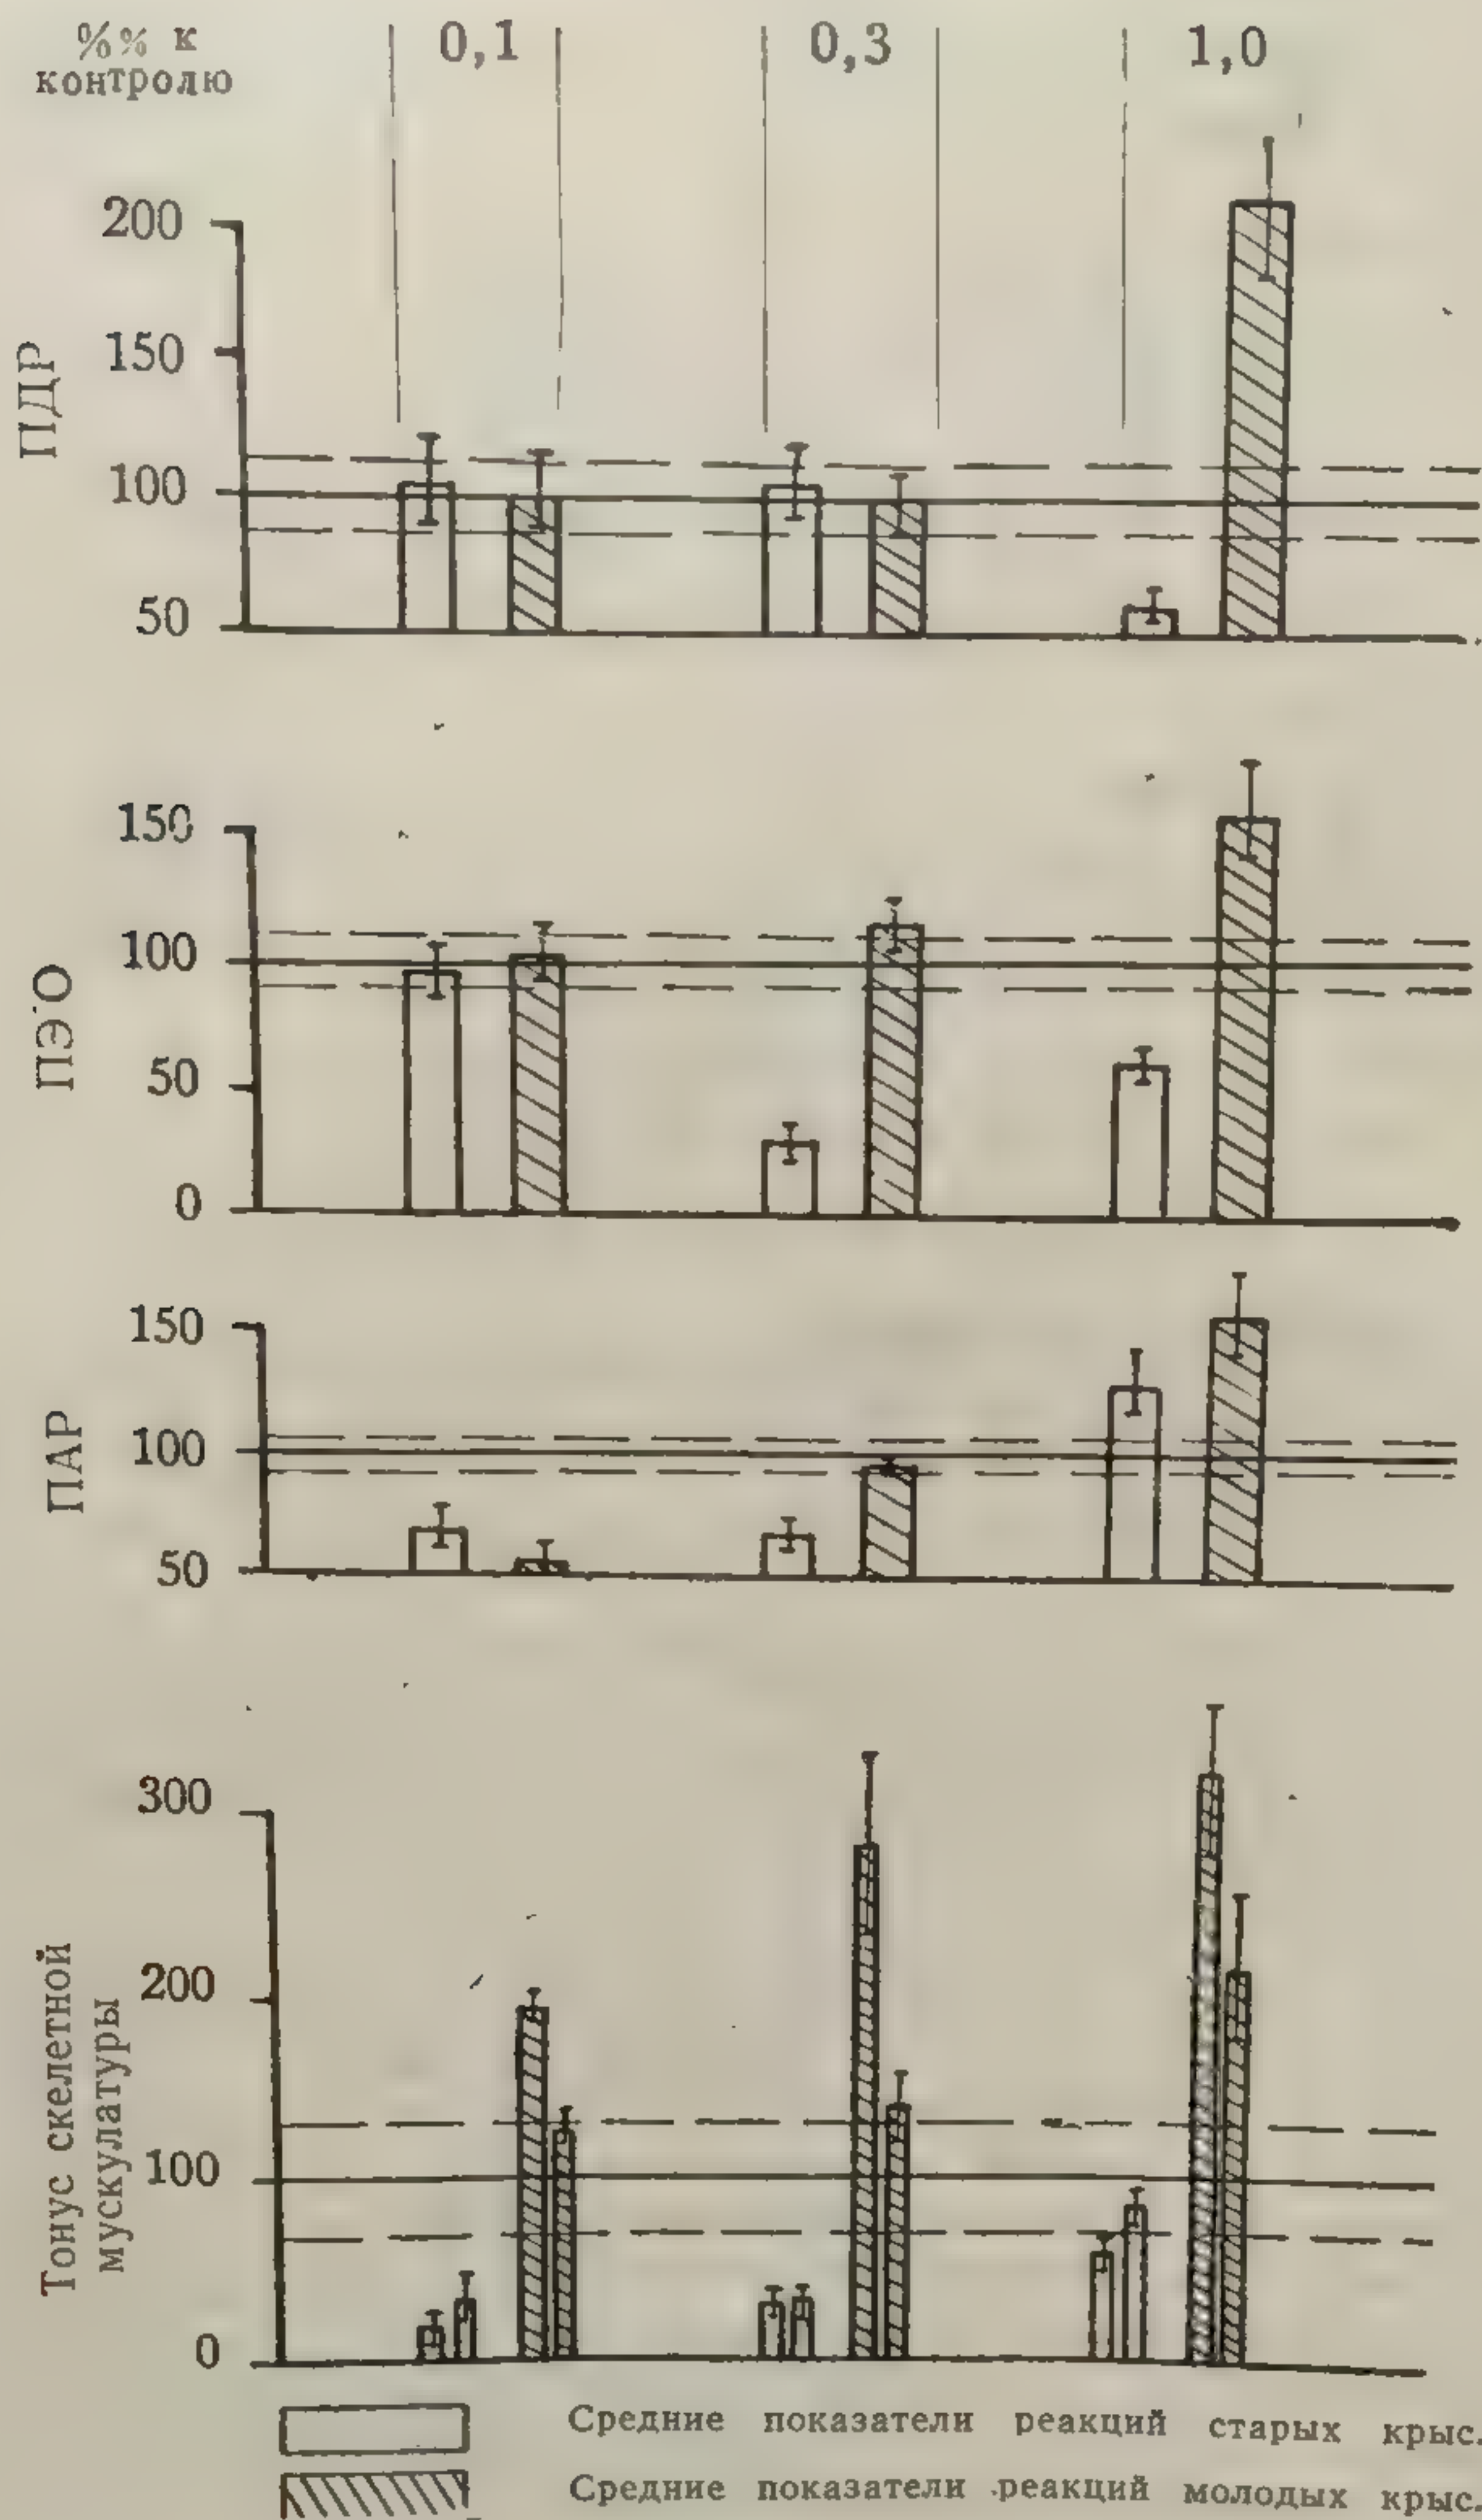 %% к
контролю
0,1 0,3 1,0
ПДР
200
150
100
50
ПЭО
150
100
50
0
ПАР
150
100
50
Тонус скелетной
мускулатуры
300
200
100
0
Средние показатели реакций старых крыс.
Средние показатели реакций молодых крыс.